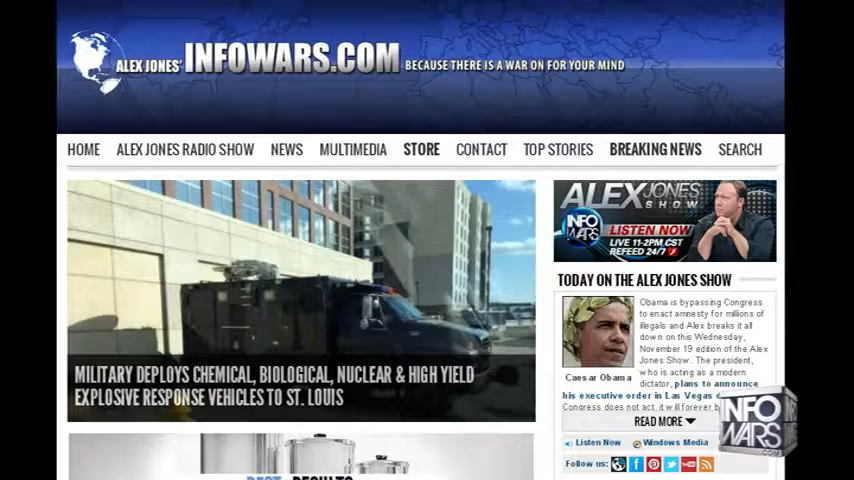 ALEX JONES' INFOWARS.COM BECAUSE THERE IS A WAR ON FOR YOUR MIND
HOME ALEX JONES RADIO SHOW NEWS MULTIMEDIA STORE CONTACT TOP STORIES BREAKING NEWS SEARCH
MILITARY DEPLOYS CHEMICAL, BIOLOGICAL, NUCLEAR & HIGH YIELD
EXPLOSIVE RESPONSE VEHICLES TO ST. LOUIS
ALEX JONES
SHOW
INFO
WARS
LISTEN NOW
LIVE 11-2PM CST
REFEED 24/7
TODAY ON THE ALEX JONES SHOW
Caesar Obama
Obama is bypassing Congress
to enact amnesty for millions of
illegals and Alex breaks it all
down on this Wednesday,
November 19 edition of the Alex
Jones Show. The president,
who is acting as a modern
dictator, plans to announce
his executive order in Las Vegas
Congress does not act, it will forever
READ MORE
Listen Now Windows Media
Follow us:
You
INFO
WARS
.COM
RESULTS